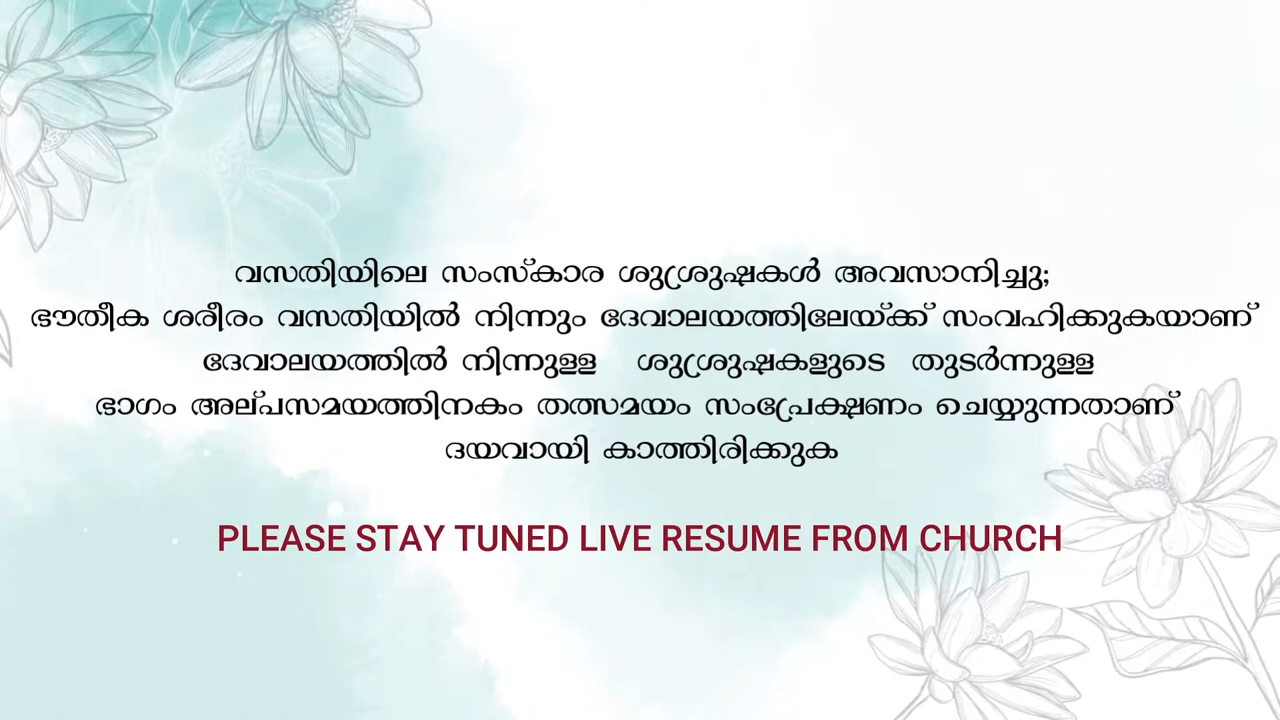 വസതിയിലെ സംസ്കാര ശുശ്രുഷകൾ അവസാനിച്ചു;
ഭൗതീക ശരീരം വസതിയിൽ നിന്നും ദേവാലയത്തിലേയ്ക്ക് സംവഹിക്കുകയാണ്
ദേവാലയത്തിൽ നിന്നുള്ള ശുശ്രുഷകളുടെ തുടർന്നുള്ള
ഭാഗം അല്പസമയത്തിനകം തത്സമയം സംപ്രേക്ഷണം ചെയ്യുന്നതാണ്
ദയവായി കാത്തിരിക്കുക
PLEASE STAY TUNED LIVE RESUME FROM CHURCH